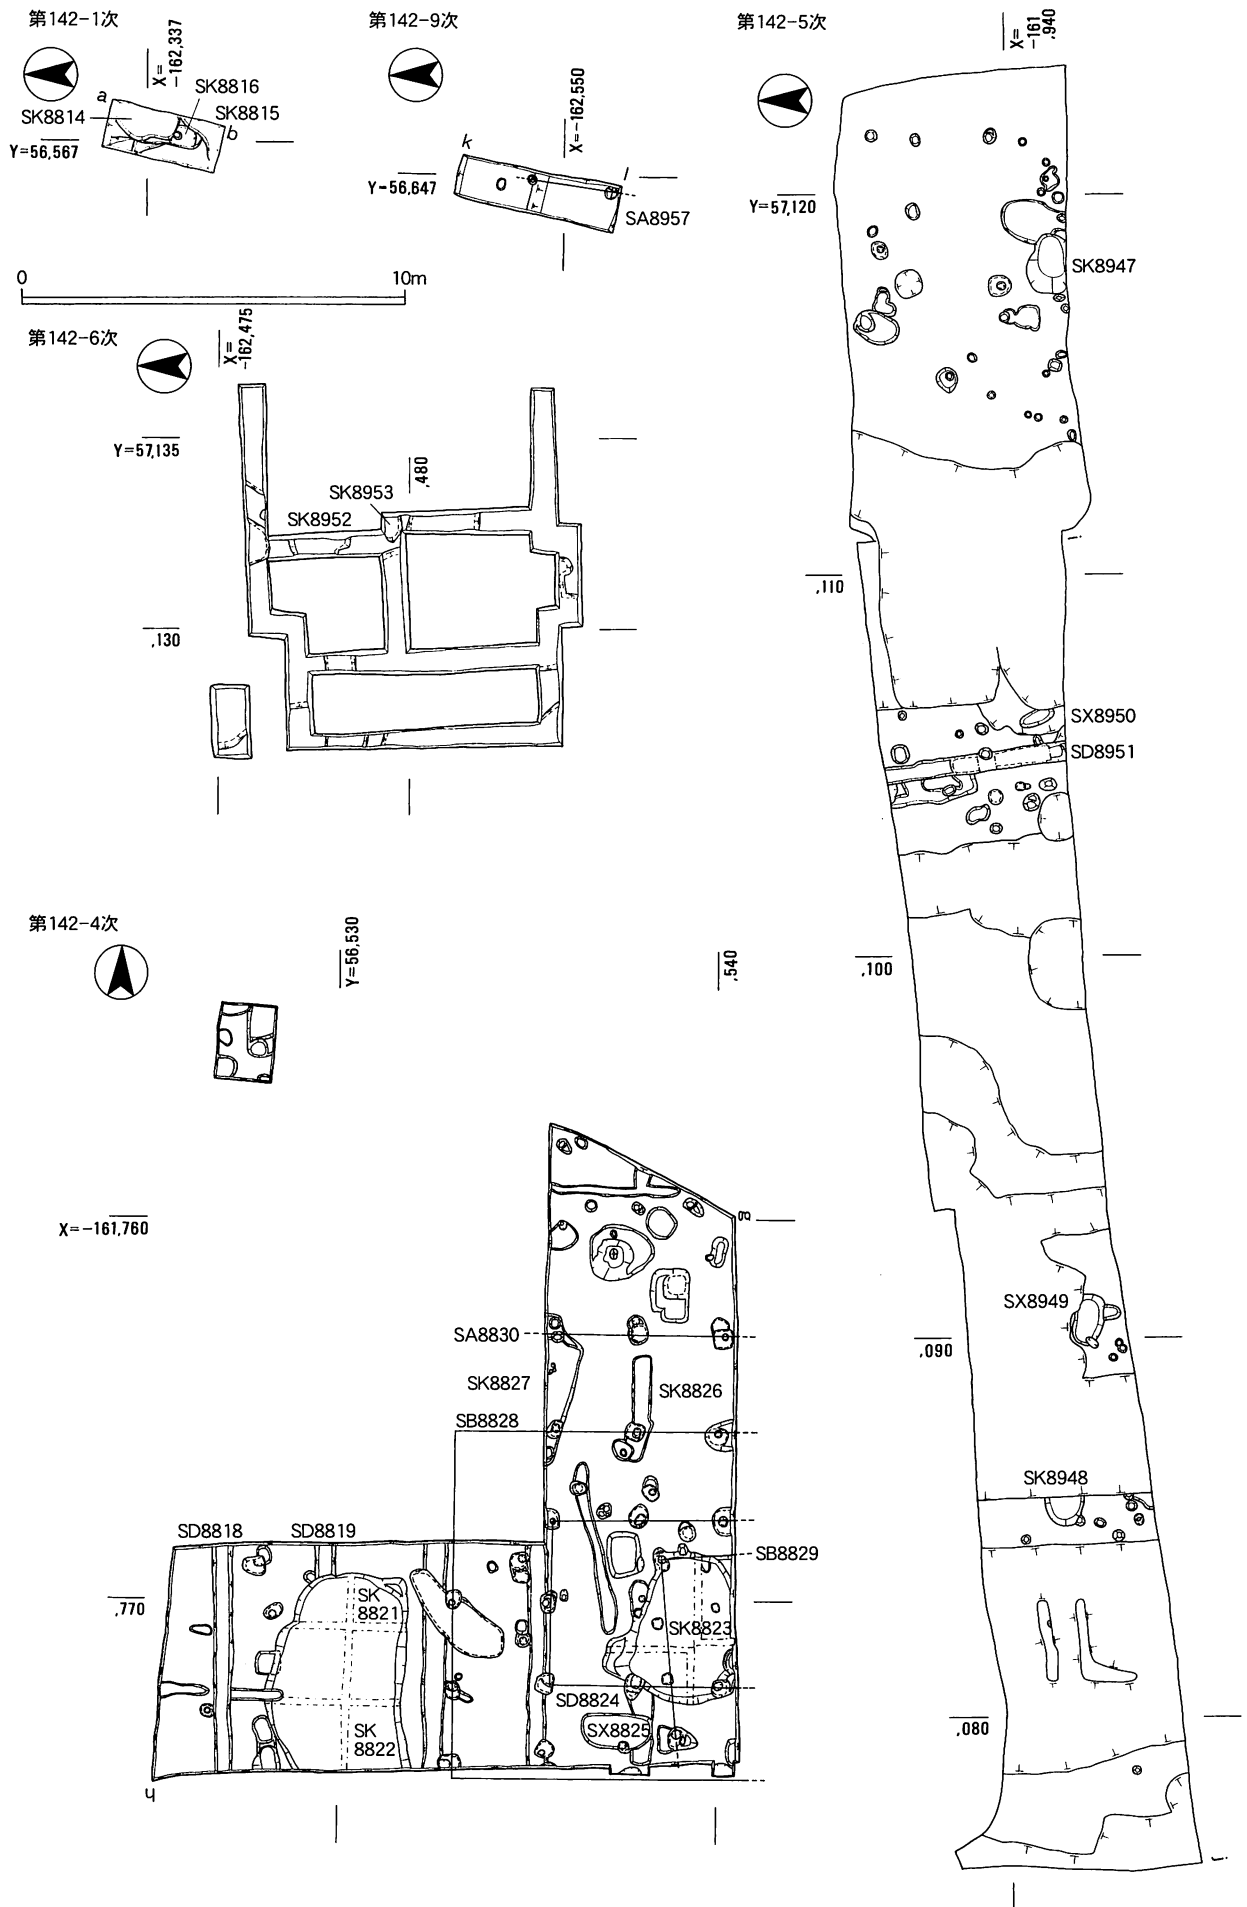 第142-1次
X=
-162,337
a
SK8816
SK8814
SK8815
b
Y=56,567
第142-9次
X=-162,550
k
Y-56,647
l
SA8957
0
10m
第142-5次
X=
-161
,940
Y=57,120
SK8947
,110
SX8950
SD8951
,100
SX8949
,090
SK8948
,080
第142-6次
X=
-162,475
Y=57,135
,480
SK8953
SK8952
,130
第142-4次
Y=56,530
,540
X=-161,760
SA8830
SK8827
SK8826
SB8828
SD8818
SD8819
SB8829
,770
SK
8821
SK8823
SD8824
SX8825
SK
8822